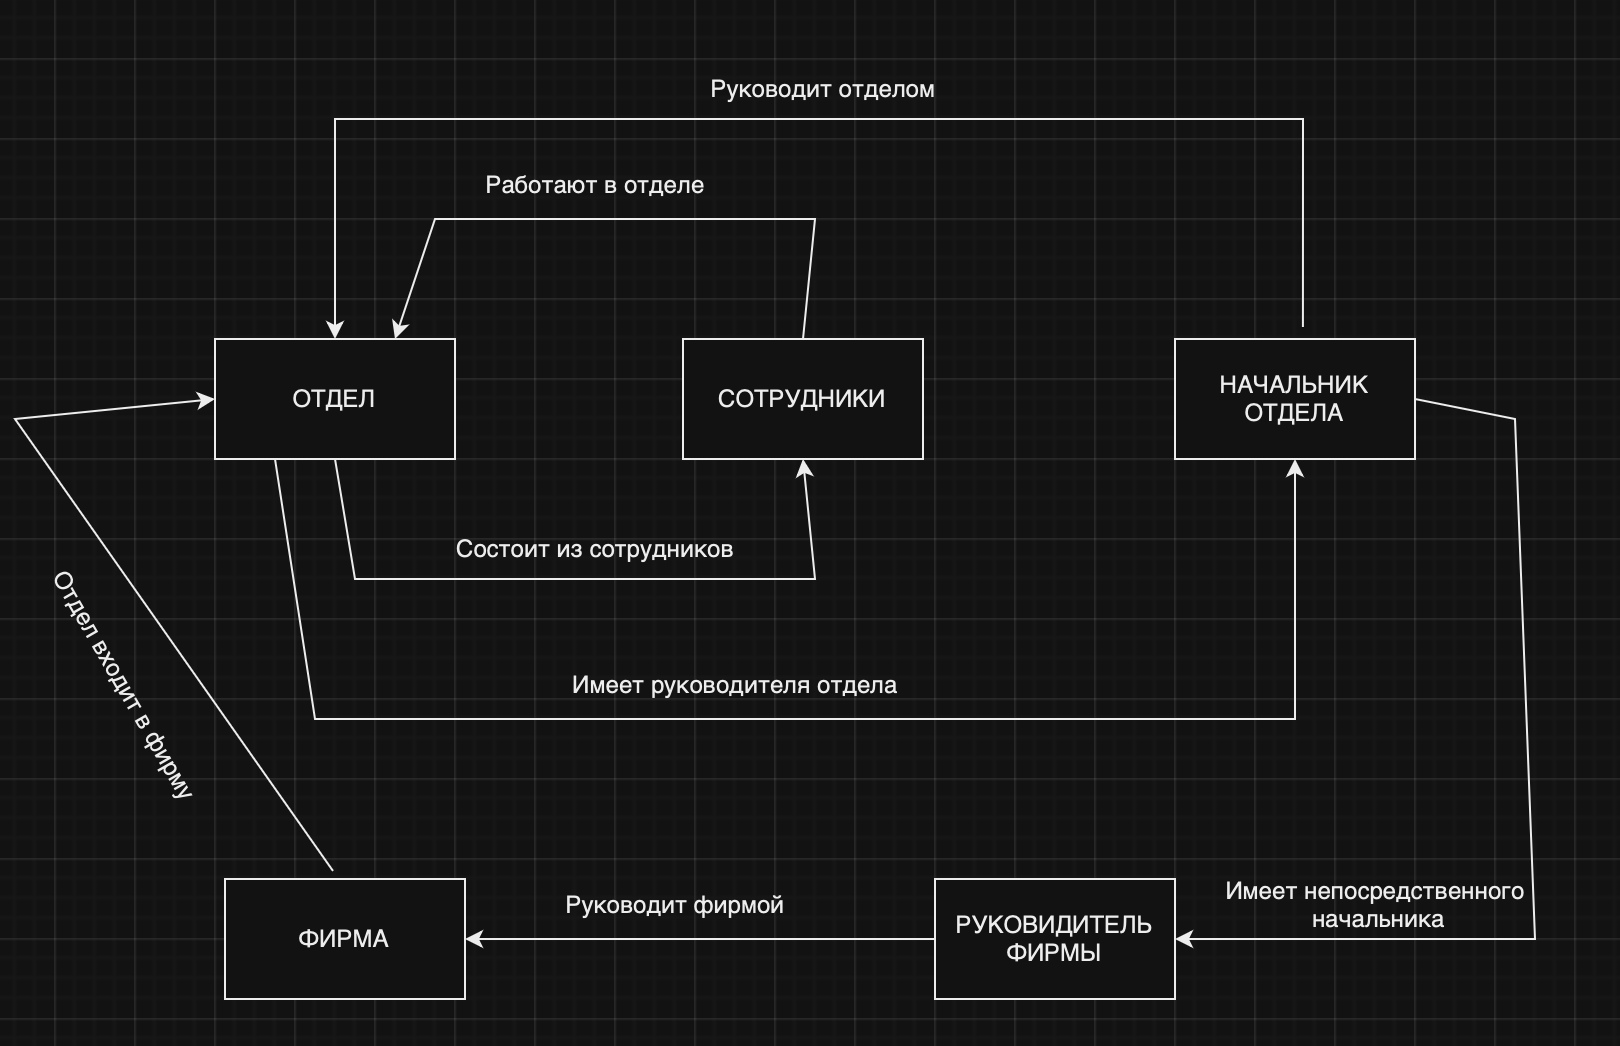 Руководит отделом
Работают в отделе
ОТДЕЛ
СОТРУДНИКИ
НАЧАЛЬНИК
ОТДЕЛА
Состоит из сотрудников
Отдел входит в фирму
Имеет руководителя отдела
ФИРМА
Руководит фирмой
РУКОВИДИТЕЛЬ
ФИРМЫ
Имеет непосредственного
начальника